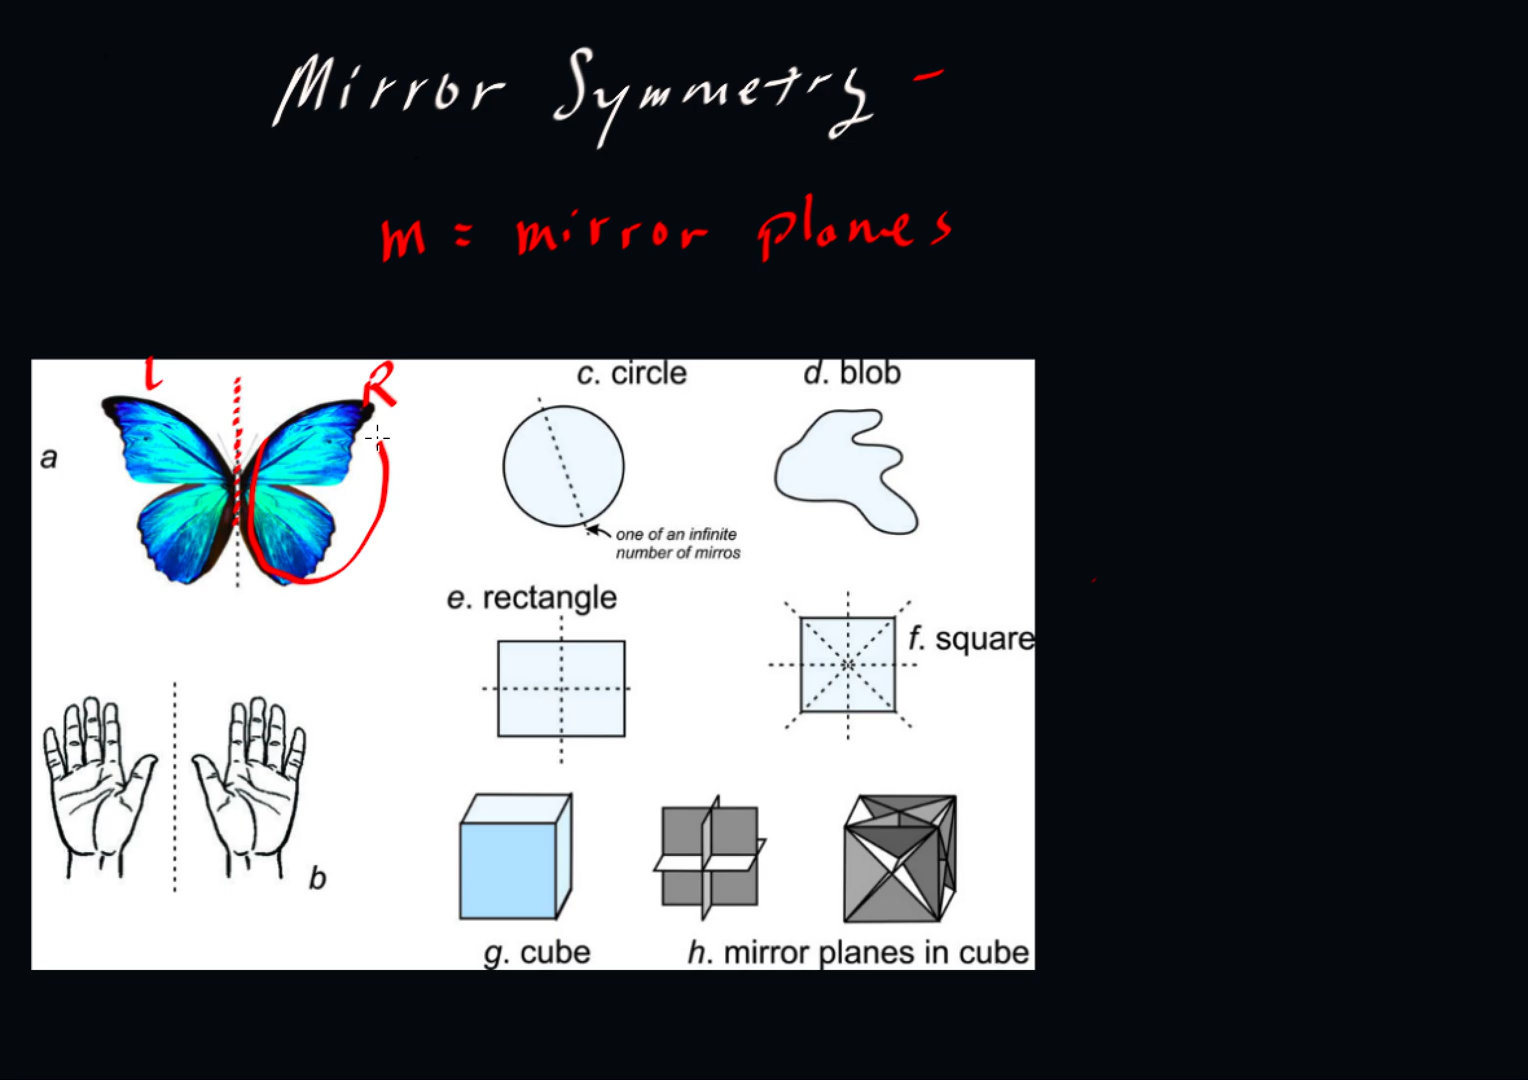 Mirror Symmetry -
m = mirror planes
L
R
a
c. circle
d. blob
one of an infinite
number of mirros
e. rectangle
f. square
b
g. cube
h. mirror planes in cube